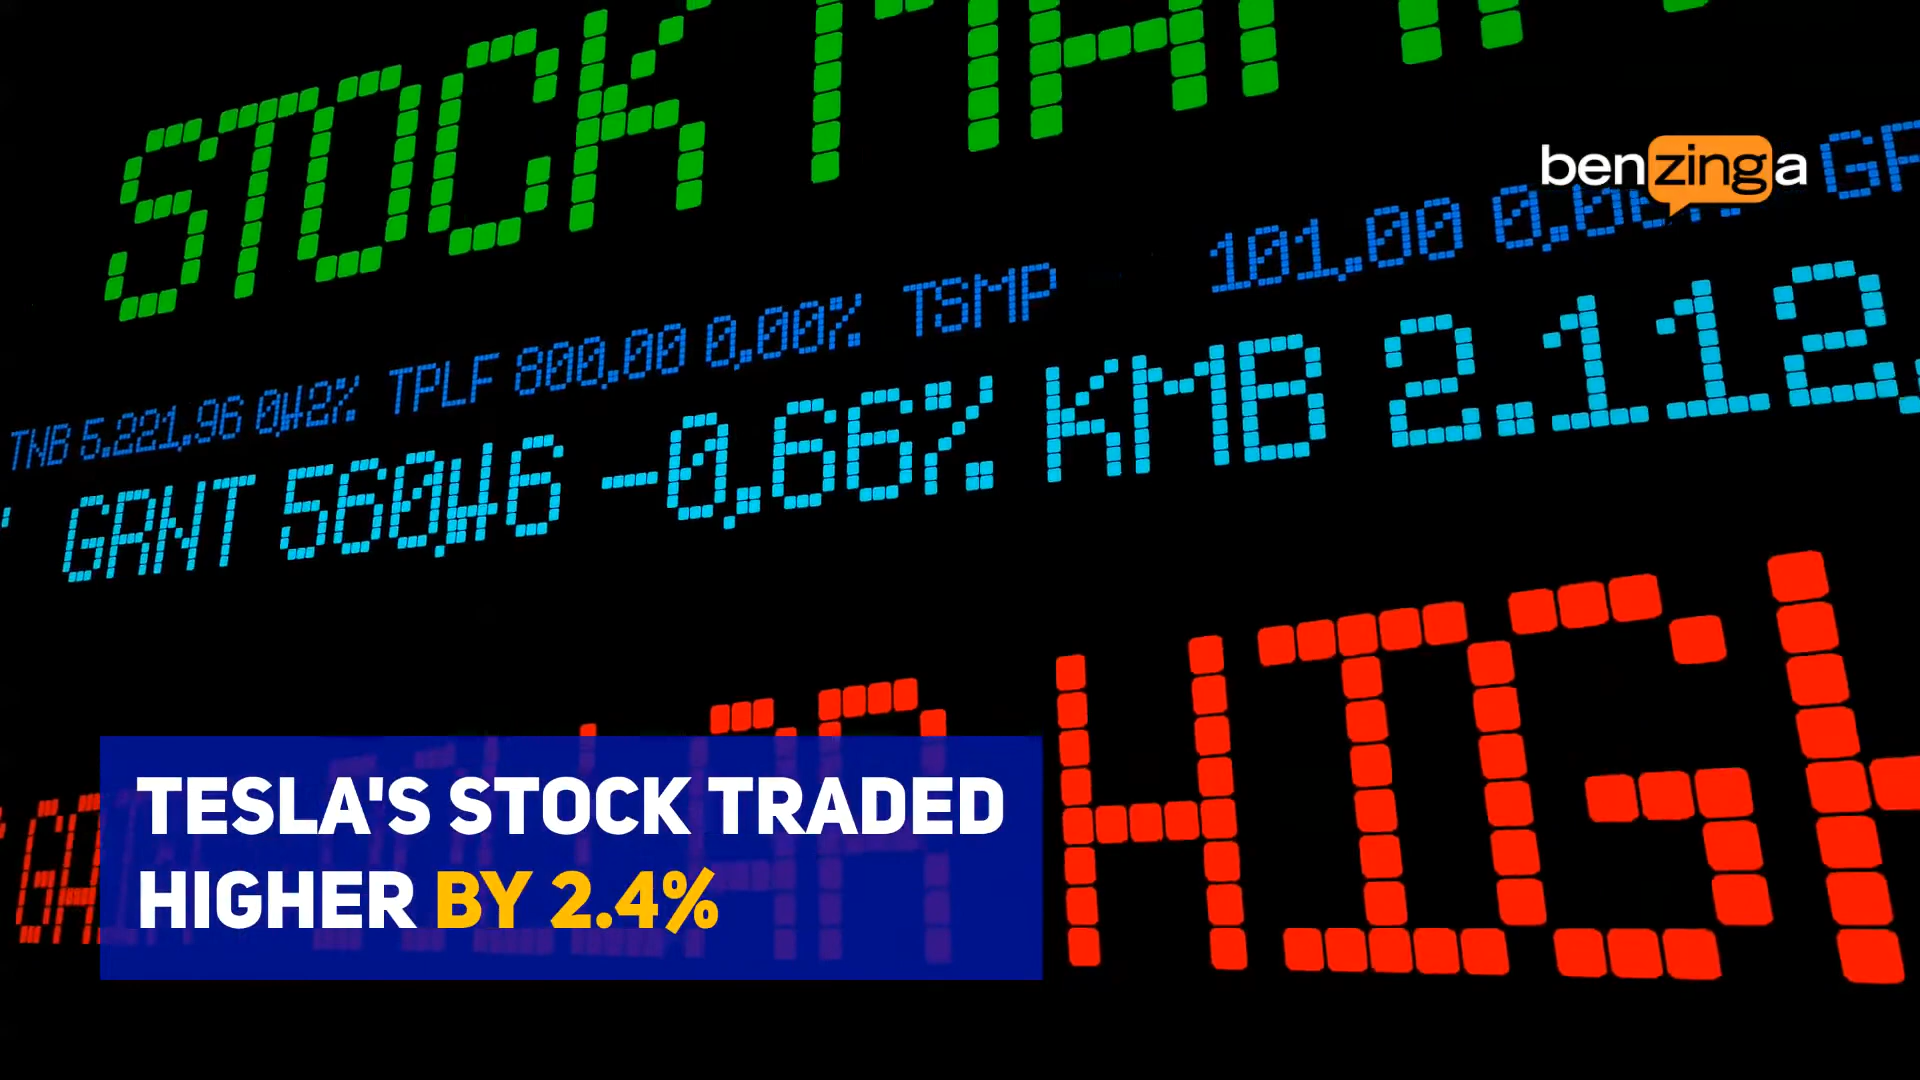 STOCK
benzinga
TNB 5.221,96 0,42% TPLF 800,00 0,00% TSMP 101,00
GRNT 560,46 -0,66% KMB 2.112,
TESLA'S STOCK TRADED
HIGHER BY 2.4%